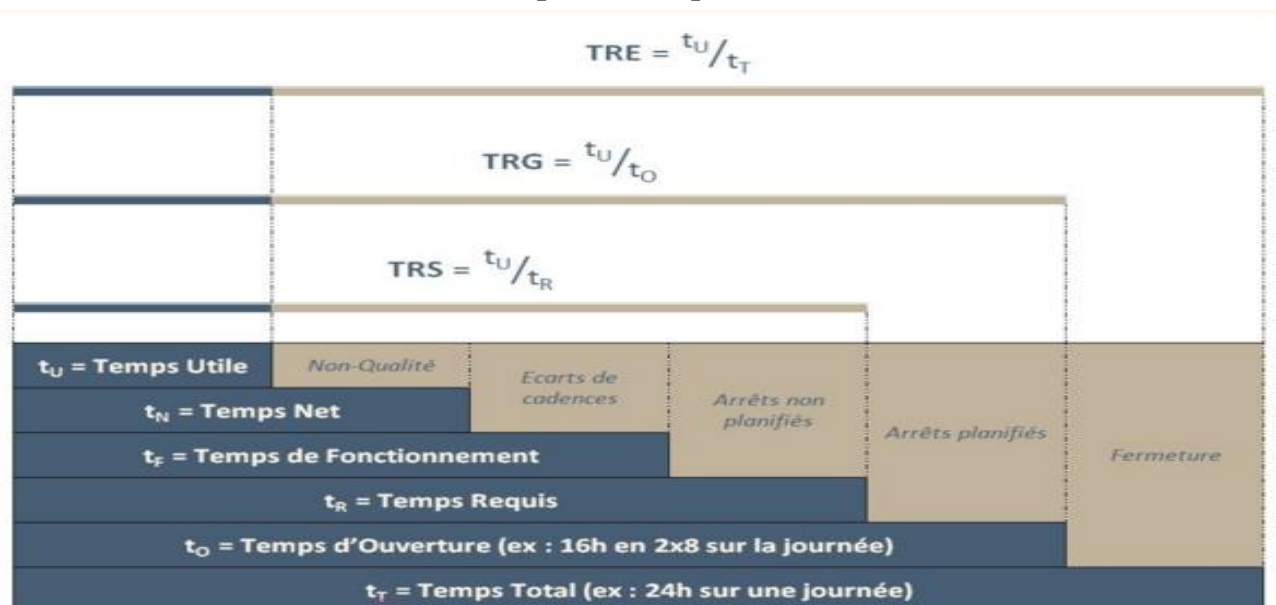 TRE = tU/tT
TRG = tU/tO
TRS = tU/tR
tU = Temps Utile
Non-Qualité
Ecarts de
cadences
Arrêts non
planifiés
Arrêts planifiés
Fermeture
tN = Temps Net
tF = Temps de Fonctionnement
tR = Temps Requis
tO = Temps d'Ouverture (ex : 16h en 2x8 sur la journée)
tT = Temps Total (ex : 24h sur une journée)